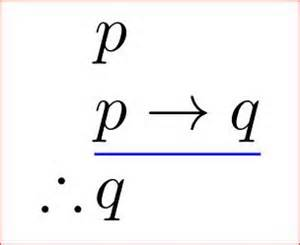 p
p → q
∴ q